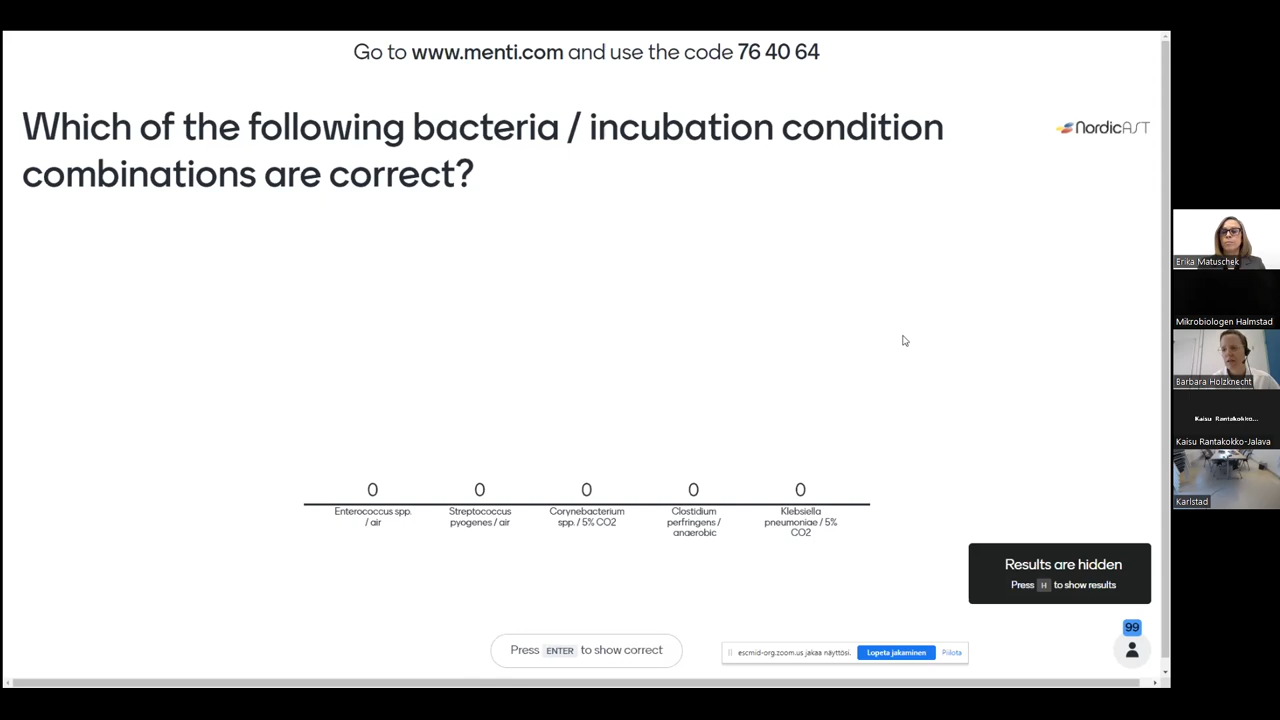 Go to www.menti.com and use the code 76 40 64
Which of the following bacteria / incubation condition
combinations are correct?
NordicAST
0
0
0
0
0
Enterococcus spp.
/ air
Streptococcus
pyogenes / air
Corynebacterium
spp. / 5% CO2
Clostidium
perfringens /
anaerobic
Klebsiella
pneumoniae / 5%
CO2
Results are hidden
Press H to show results
99
Press ENTER to show correct
escmid-org.zoom.us jakaa näyttösi.
Lopeta jakaminen
Piilota
Erika Matuschek
Mikrobiologen Halmstad
Barbara Holzknecht
Kaisu Rantakokko...
Kaisu Rantakokko-Jalava
Karlstad